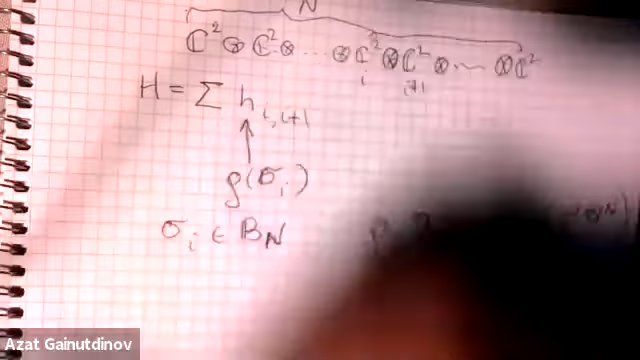 N
ℂ² ⊗ ℂ² ⊗ ... ⊗ ℂ² ⊗ ℂ² ⊗ ... ⊗ ℂ²
i i+1
H = Σ h_{i,i+1}
↑
ρ(σ_i)
σ_i ∈ B_N
Azat Gainutdinov